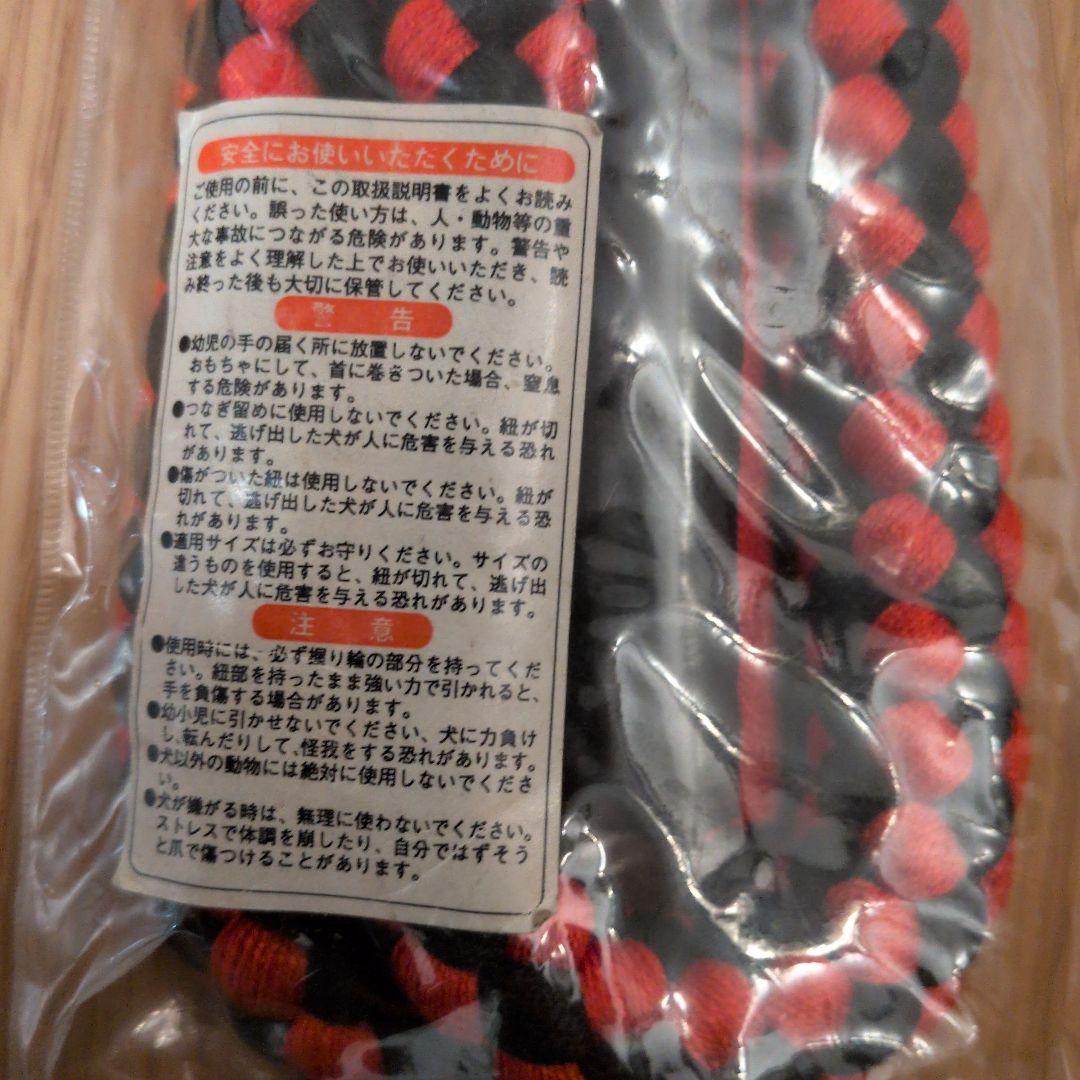 安全にお使いいただくために
ご使用の前に、この取扱説明書をよくお読み
ください。誤った使い方は、人・動物等の重
大な事故につながる危険があります。警告や
注意をよく理解した上でお使いいただき、読
み終った後も大切に保管してください。
警 告
●幼児の手の届く所に放置しないでください。
おもちゃにして、首に巻きついた場合、窒息
する危険があります。
●つなぎ留めに使用しないでください。紐が切
れて、逃げ出した犬が人に危害を与える恐れ
があります。
●傷がついた紐は使用しないでください。紐が
切れて、逃げ出した犬が人に危害を与える恐
れがあります。
●適用サイズは必ずお守りください。サイズの
違うものを使用すると、紐が切れて、逃げ出
した犬が人に危害を与える恐れがあります。
注 意
●使用時には、必ず握り輪の部分を持ってくだ
さい。紐部を持ったまま強い力で引かれると、
手を負傷する場合があります。
●幼小児に引かせないでください、犬に力負け
し、転んだりして、怪我をする恐れがあります。
●犬以外の動物には絶対に使用しないでくださ
い。
●犬が嫌がる時は、無理に使わないでください。
ストレスで体調を崩したり、自分ではずそう
と爪で傷つけることがあります。